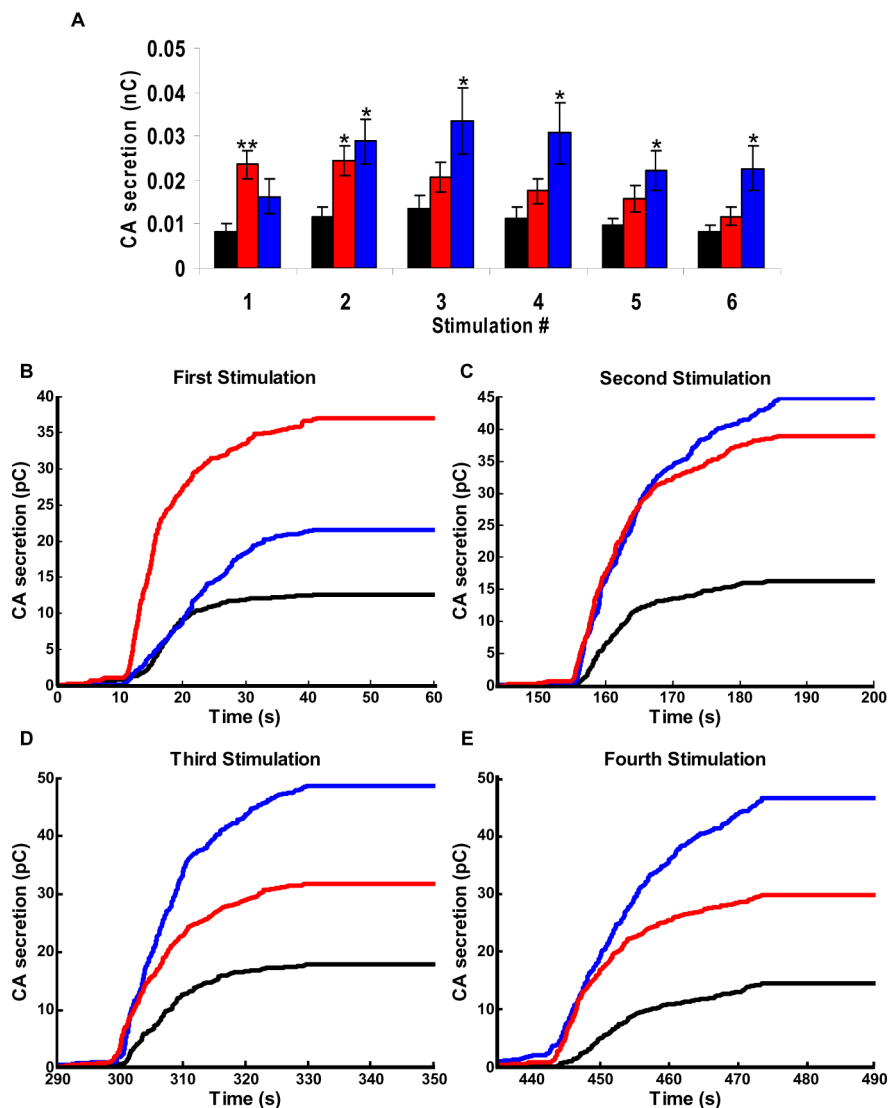 A
CA secretion (nC)
0.05
0.04
0.03
0.02
0.01
0
** * * * * * *
1 2 3 4 5 6
Stimulation #
B
First Stimulation
CA secretion (pC)
40
35
30
25
20
15
10
5
0
0 10 20 30 40 50 60
Time (s)
C
Second Stimulation
CA secretion (pC)
45
40
35
30
25
20
15
10
5
0
150 160 170 180 190 200
Time (s)
D
Third Stimulation
CA secretion (pC)
50
40
30
20
10
0
290 300 310 320 330 340 350
Time (s)
E
Fourth Stimulation
CA secretion (pC)
50
40
30
20
10
0
440 450 460 470 480 490
Time (s)